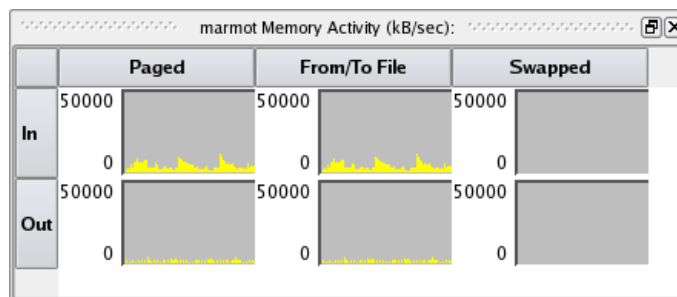 marmot Memory Activity (kB/sec):
Paged From/To File Swapped
In 50000 0 50000 0 50000 0
Out 50000 0 50000 0 50000 0